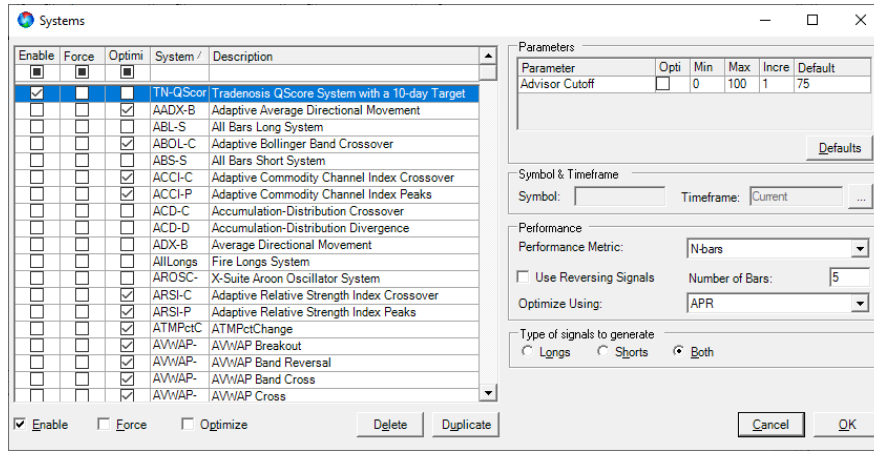 Systems
Enable Force Optimi System / Description
TN-QScor Tradenosis QScore System with a 10-day Target
AADX-B Adaptive Average Directional Movement
ABL-S All Bars Long System
ABOL-C Adaptive Bollinger Band Crossover
ABS-S All Bars Short System
ACCI-C Adaptive Commodity Channel Index Crossover
ACCI-P Adaptive Commodity Channel Index Peaks
ACD-C Accumulation-Distribution Crossover
ACD-D Accumulation-Distribution Divergence
ADX-B Average Directional Movement
AllLongs Fire Longs System
AROSC- X-Suite Aroon Oscillator System
ARSI-C Adaptive Relative Strength Index Crossover
ARSI-P Adaptive Relative Strength Index Peaks
ATMPctC ATMPctChange
AVWAP- AVWAP Breakout
AVWAP- AVWAP Band Reversal
AVWAP- AVWAP Band Cross
AVWAP- AVWAP Cross
Enable Force Optimize Delete Duplicate
Parameters
Parameter Opti Min Max Incre Default
Advisor Cutoff 0 100 1 75
Defaults
Symbol & Timeframe
Symbol: Timeframe: Current ...
Performance
Performance Metric: N-bars
Use Reversing Signals Number of Bars: 5
Optimize Using: APR
Type of signals to generate
Longs Shorts Both
Cancel OK